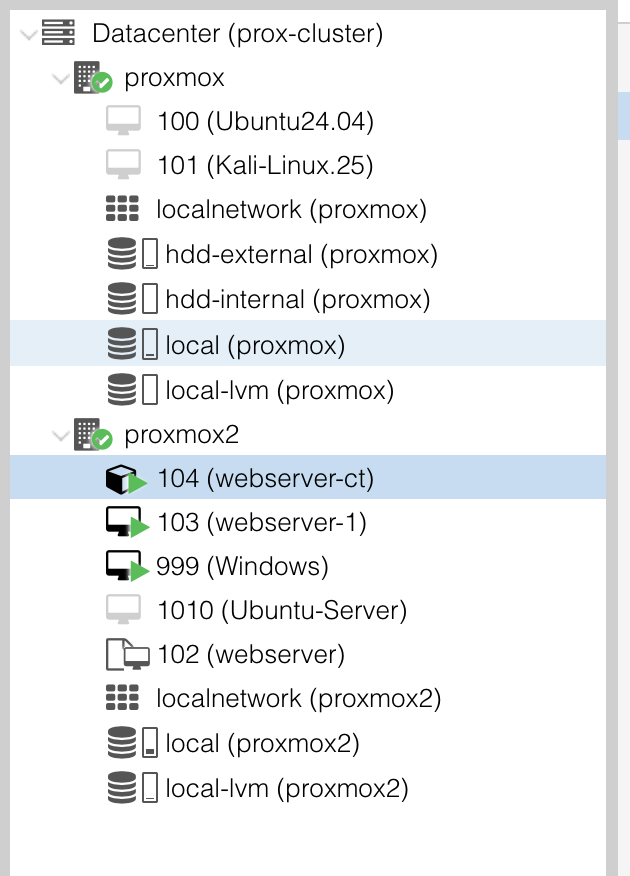 Datacenter (prox-cluster)
proxmox
100 (Ubuntu24.04)
101 (Kali-Linux.25)
localnetwork (proxmox)
hdd-external (proxmox)
hdd-internal (proxmox)
local (proxmox)
local-lvm (proxmox)
proxmox2
104 (webserver-ct)
103 (webserver-1)
999 (Windows)
1010 (Ubuntu-Server)
102 (webserver)
localnetwork (proxmox2)
local (proxmox2)
local-lvm (proxmox2)